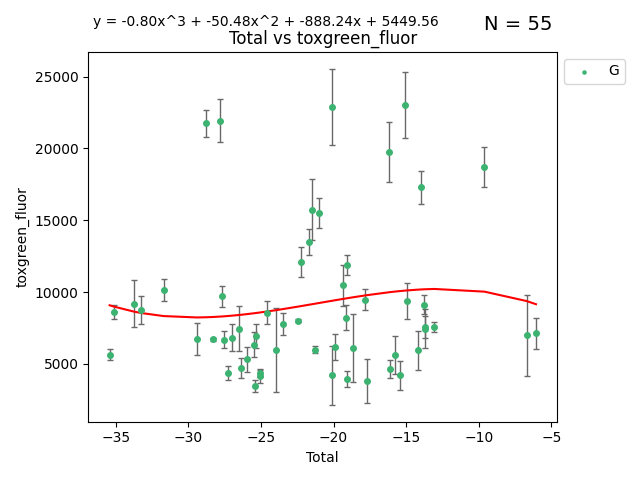 y = -0.80x^3 + -50.48x^2 + -888.24x + 5449.56
N = 55
Total vs toxgreen_fluor
G
25000
20000
15000
10000
5000
toxgreen_fluor
−35 −30 −25 −20 −15 −10 −5
Total